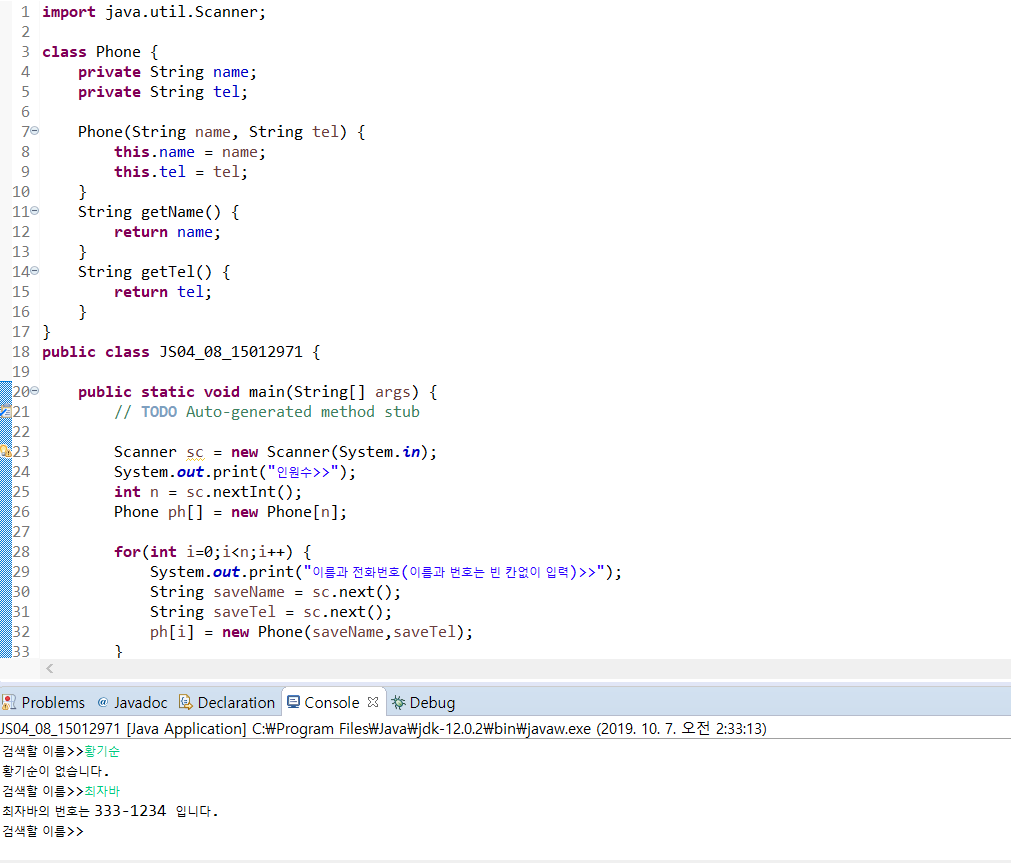 1 import java.util.Scanner;
2
3 class Phone {
4 private String name;
5 private String tel;
6
7 Phone(String name, String tel) {
8 this.name = name;
9 this.tel = tel;
10 }
11 String getName() {
12 return name;
13 }
14 String getTel() {
15 return tel;
16 }
17 }
18 public class JS04_08_15012971 {
19
20 public static void main(String[] args) {
21 // TODO Auto-generated method stub
22
23 Scanner sc = new Scanner(System.in);
24 System.out.print("인원수>>");
25 int n = sc.nextInt();
26 Phone ph[] = new Phone[n];
27
28 for(int i=0;i<n;i++) {
29 System.out.print("이름과 전화번호(이름과 번호는 빈 칸없이 입력)>>");
30 String saveName = sc.next();
31 String saveTel = sc.next();
32 ph[i] = new Phone(saveName,saveTel);
33 }
Problems @ Javadoc Declaration Console Debug
JS04_08_15012971 [Java Application] C:₩Program Files₩Java₩jdk-12.0.2₩bin₩javaw.exe (2019. 10. 7. 오전 2:33:13)
검색할 이름>>황기순
황기순이 없습니다.
검색할 이름>>최자바
최자바의 번호는 333-1234 입니다.
검색할 이름>>